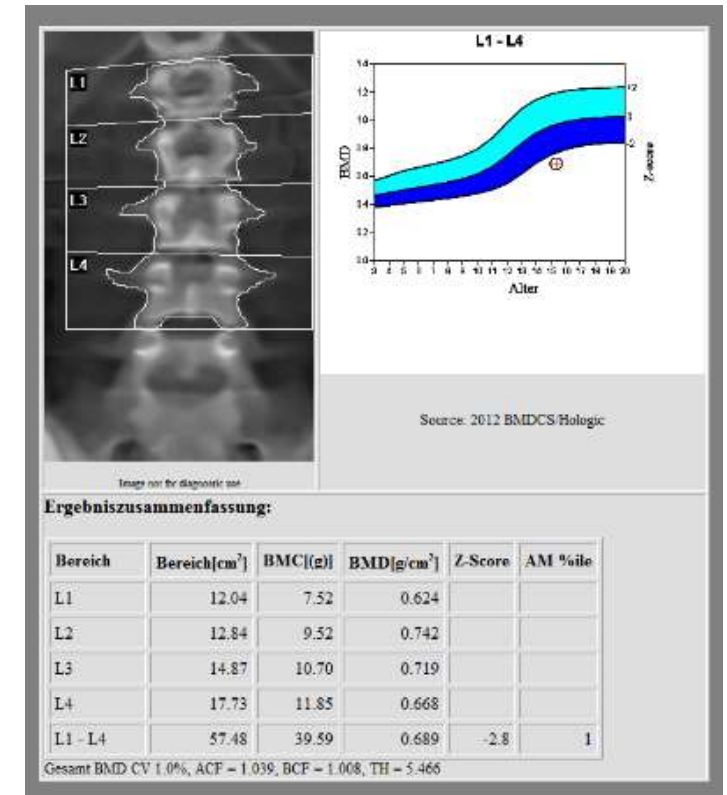 L1
L2
L3
L4
Image not for diagnostic use
L1 - L4
BMD
Alter
Z-score
Source: 2012 BMDCS/Hologic
Ergebniszusammenfassung:
Bereich Bereich[cm²] BMC[(g)] BMD[g/cm²] Z-Score AM %ile
L1 12.04 7.52 0.624
L2 12.84 9.52 0.742
L3 14.87 10.70 0.719
L4 17.73 11.85 0.668
L1 - L4 57.48 39.59 0.689 -2.8 1
Gesamt BMD CV 1.0%, ACF = 1.039, BCF = 1.008, TH = 5.466